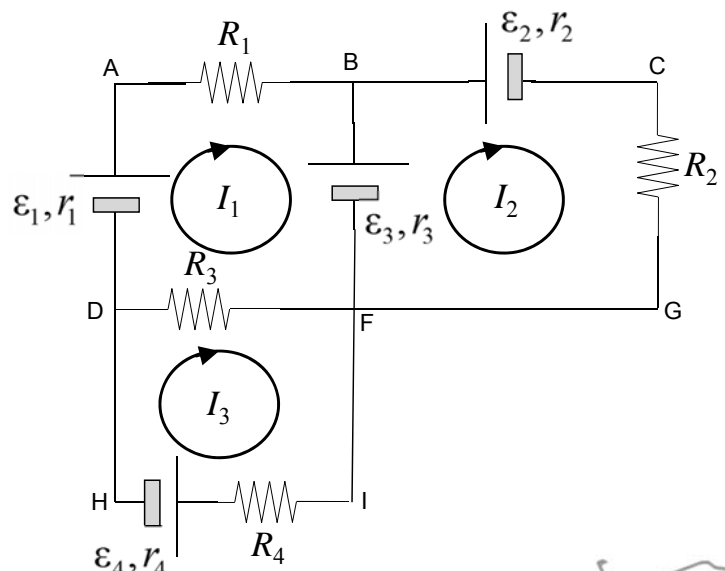 ε₂, r₂
R₁
A
B
C
R₂
ε₁, r₁
I₁
I₂
ε₃, r₃
R₃
D
F
G
I₃
H
I
R₄
ε₄, r₄